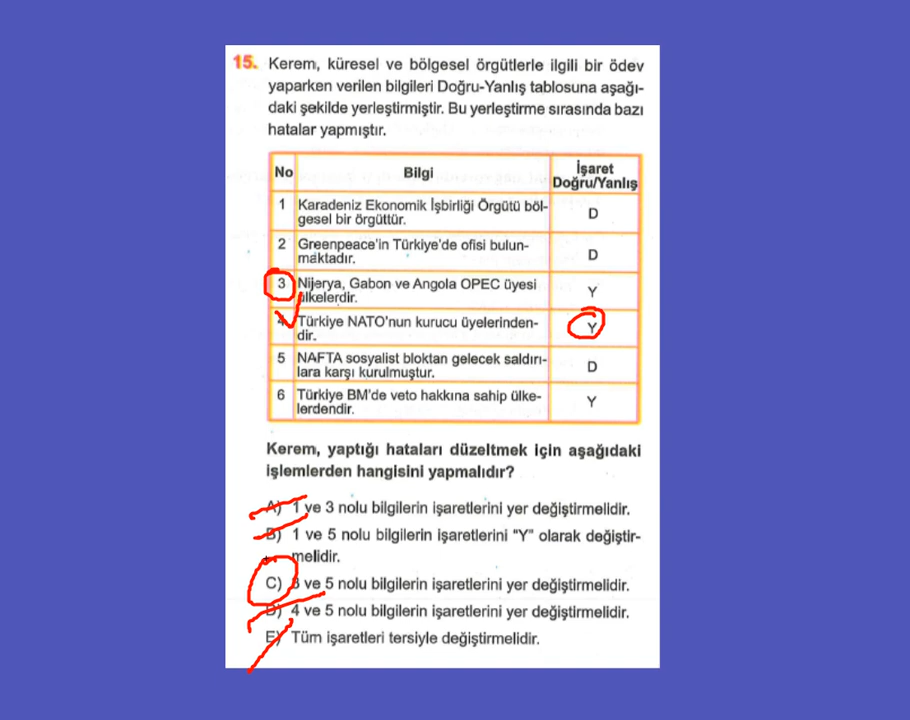 15. Kerem, küresel ve bölgesel örgütlerle ilgili bir ödev
yaparken verilen bilgileri Doğru-Yanlış tablosuna aşağı-
daki şekilde yerleştirmiştir. Bu yerleştirme sırasında bazı
hatalar yapmıştır.
No Bilgi İşaret
Doğru/Yanlış
1 Karadeniz Ekonomik İşbirliği Örgütü böl-
gesel bir örgüttür. D
2 Greenpeace'in Türkiye'de ofisi bulun-
maktadır. D
3 Nijerya, Gabon ve Angola OPEC üyesi
ülkelerdir. Y
4 Türkiye NATO'nun kurucu üyelerinden-
dir. Y
5 NAFTA sosyalist bloktan gelecek saldırı-
lara karşı kurulmuştur. D
6 Türkiye BM'de veto hakkına sahip ülke-
lerdendir. Y
Kerem, yaptığı hataları düzeltmek için aşağıdaki
işlemlerden hangisini yapmalıdır?
A) 1 ve 3 nolu bilgilerin işaretlerini yer değiştirmelidir.
B) 1 ve 5 nolu bilgilerin işaretlerini "Y" olarak değiştir-
melidir.
C) 3 ve 5 nolu bilgilerin işaretlerini yer değiştirmelidir.
D) 4 ve 5 nolu bilgilerin işaretlerini yer değiştirmelidir.
E) Tüm işaretleri tersiyle değiştirmelidir.